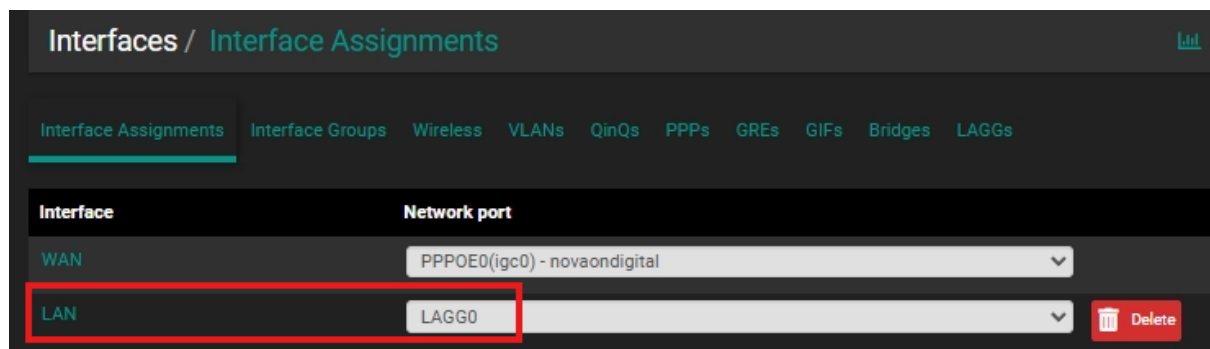 Interfaces / Interface Assignments
Interface Assignments Interface Groups Wireless VLANs QinQs PPPs GREs GIFs Bridges LAGGs
Interface Network port
WAN PPPOE0(igc0) - novaondigital
LAN LAGG0 Delete